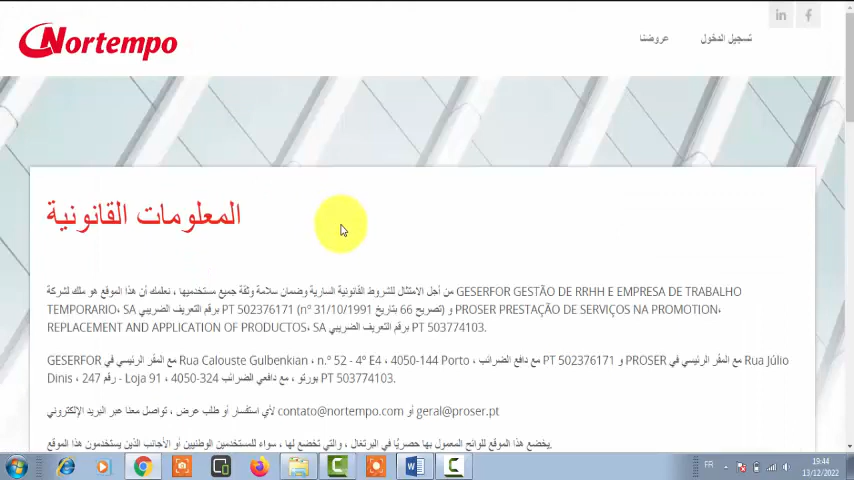 Nortempo
تسجيل الدخول
عروضنا
المعلومات القانونية
من أجل الامتثال للشروط القانونية السارية وضمان سلامة وثقة جميع مستخدميها ، نعلمك أن هذا الموقع هو ملك لشركة GESERFOR GESTÃO DE RRHH E EMPRESA DE TRABALHO
TEMPORARIO، SA برقم التعريف الضريبي PT 502376171 (nº 31/10/1991 تصريح 66 بتاريخ) و PROSER PRESTAÇÃO DE SERVIÇOS NA PROMOTION،
REPLACEMENT AND APPLICATION OF PRODUCTOS، SA برقم التعريف الضريبي PT 503774103.
GESERFOR مع المقر الرئيسي في Rua Calouste Gulbenkian ، n.º 52 - 4º E4 ، 4050-144 Porto ، مع دافع الضرائب PT 502376171 و PROSER مع المقر الرئيسي في Rua Júlio
Dinis ، رقم 247 ، - Loja 91 ، 4050-324 بورتو ، مع دافعي الضرائب PT 503774103.
لأي استفسار أو طلب عرض ، تواصل معنا عبر البريد الإلكتروني contato@nortempo.com أو geral@proser.pt
يخضع هذا الموقع للوائح المعمول بها حصريًا في البرتغال ، والتي تخضع لها ، سواء للمستخدمين الوطنيين أو الأجانب الذين يستخدمون هذا الموقع.
FR
19:44
13/12/2022